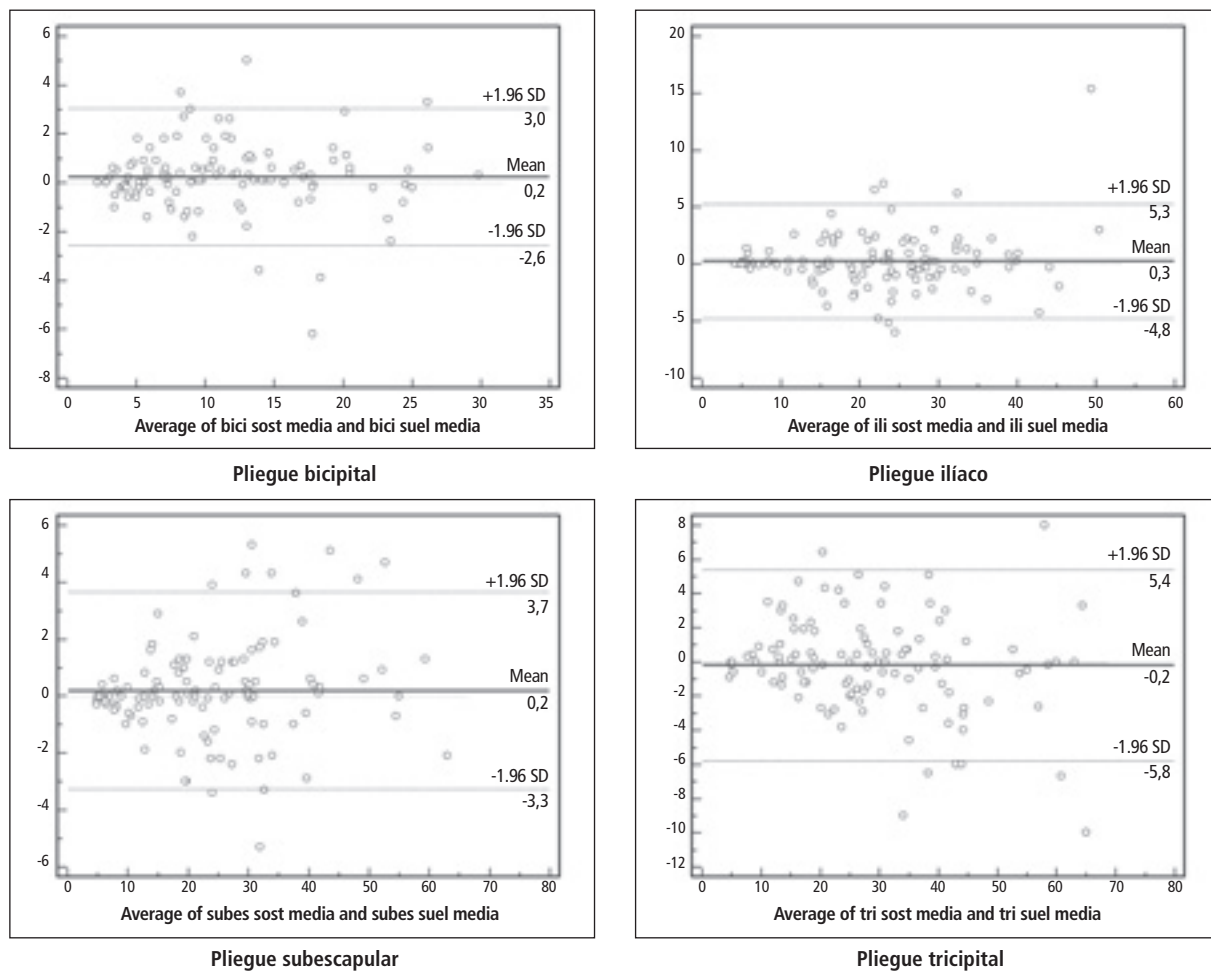 6
4
2
0
-2
-4
-6
-8
+1.96 SD
3,0
Mean
0,2
-1.96 SD
-2,6
0 5 10 15 20 25 30 35
Average of bici sost media and bici suel media
Pliegue bicipital
20
15
10
5
0
-5
-10
+1.96 SD
5,3
Mean
0,3
-1.96 SD
-4,8
0 10 20 30 40 50 60
Average of ili sost media and ili suel media
Pliegue ilíaco
6
4
2
0
-2
-4
-6
+1.96 SD
3,7
Mean
0,2
-1.96 SD
-3,3
0 10 20 30 40 50 60 70 80
Average of subes sost media and subes suel media
Pliegue subescapular
8
6
4
2
0
-2
-4
-6
-8
-10
-12
+1.96 SD
5,4
Mean
-0,2
-1.96 SD
-5,8
0 10 20 30 40 50 60 70 80
Average of tri sost media and tri suel media
Pliegue tricipital